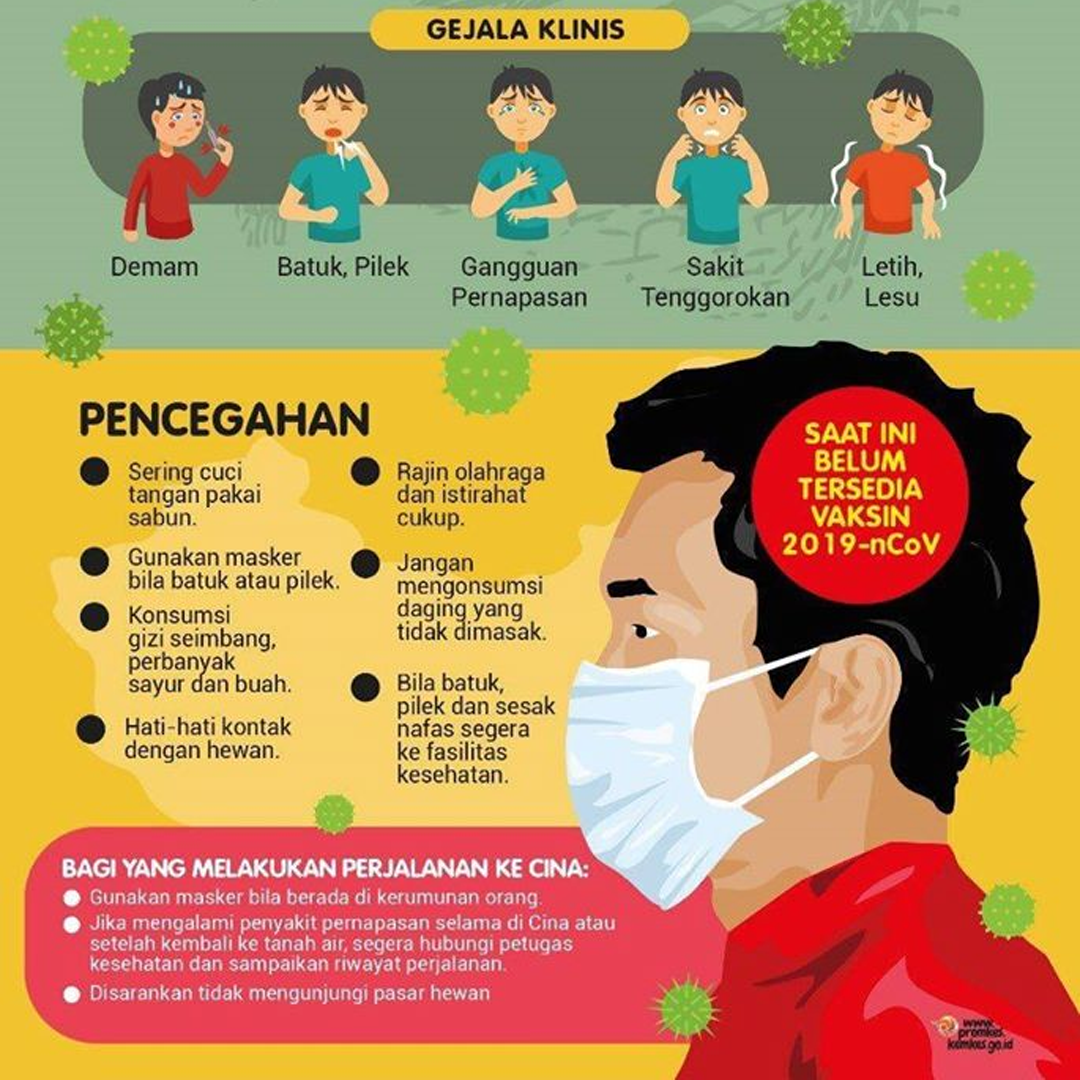 GEJALA KLINIS
Demam
Batuk, Pilek
Gangguan
Pernapasan
Sakit
Tenggorokan
Letih,
Lesu
PENCEGAHAN
Sering cuci
tangan pakai
sabun.
Gunakan masker
bila batuk atau pilek.
Konsumsi
gizi seimbang,
perbanyak
sayur dan buah.
Hati-hati kontak
dengan hewan.
Rajin olahraga
dan istirahat
cukup.
Jangan
mengonsumsi
daging yang
tidak dimasak.
Bila batuk,
pilek dan sesak
nafas segera
ke fasilitas
kesehatan.
SAAT INI
BELUM
TERSEDIA
VAKSIN
2019-nCoV
BAGI YANG MELAKUKAN PERJALANAN KE CINA:
Gunakan masker bila berada di kerumunan orang.
Jika mengalami penyakit pernapasan selama di Cina atau
setelah kembali ke tanah air, segera hubungi petugas
kesehatan dan sampaikan riwayat perjalanan.
Disarankan tidak mengunjungi pasar hewan
www.
promkes.
kemkes.go.id